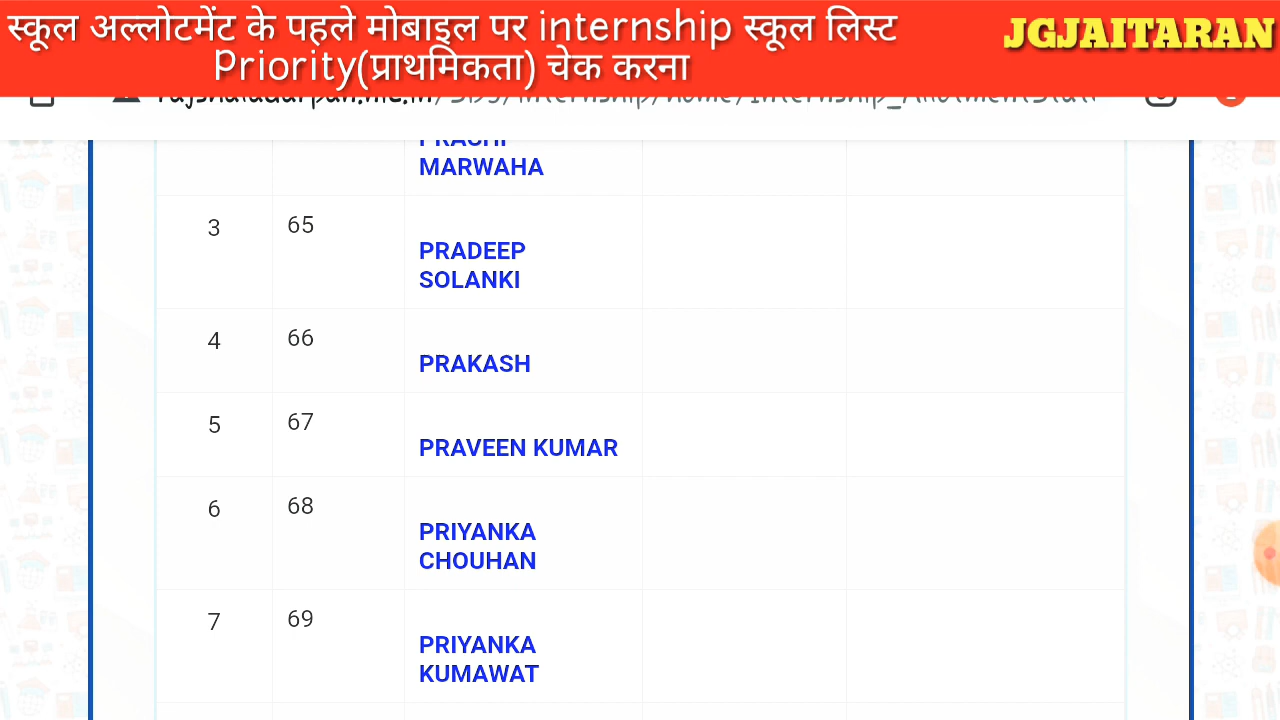 स्कूल अल्लोटमेंट के पहले मोबाइल पर internship स्कूल लिस्ट
Priority(प्राथमिकता) चेक करना
JGJAITARAN
MARWAHA
3 65
PRADEEP
SOLANKI
4 66
PRAKASH
5 67
PRAVEEN KUMAR
6 68
PRIYANKA
CHOUHAN
7 69
PRIYANKA
KUMAWAT